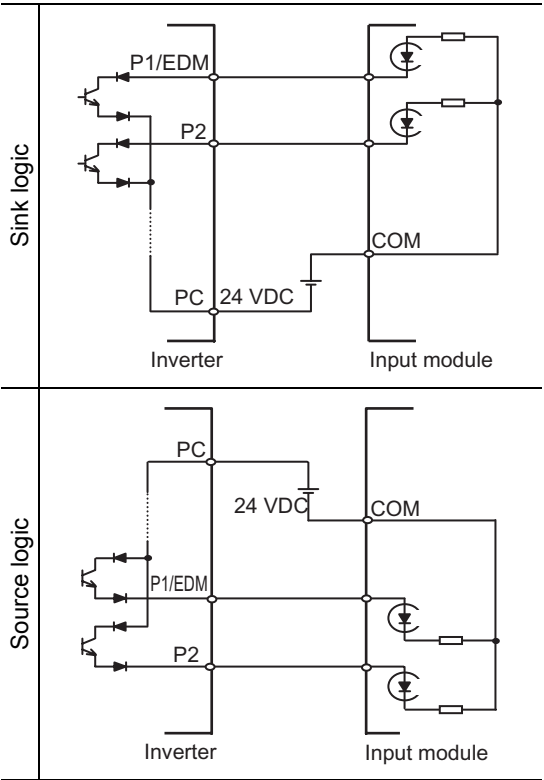 Sink logic
P1/EDM
P2
COM
PC
24 VDC
Inverter
Input module
Source logic
PC
24 VDC
COM
P1/EDM
P2
Inverter
Input module